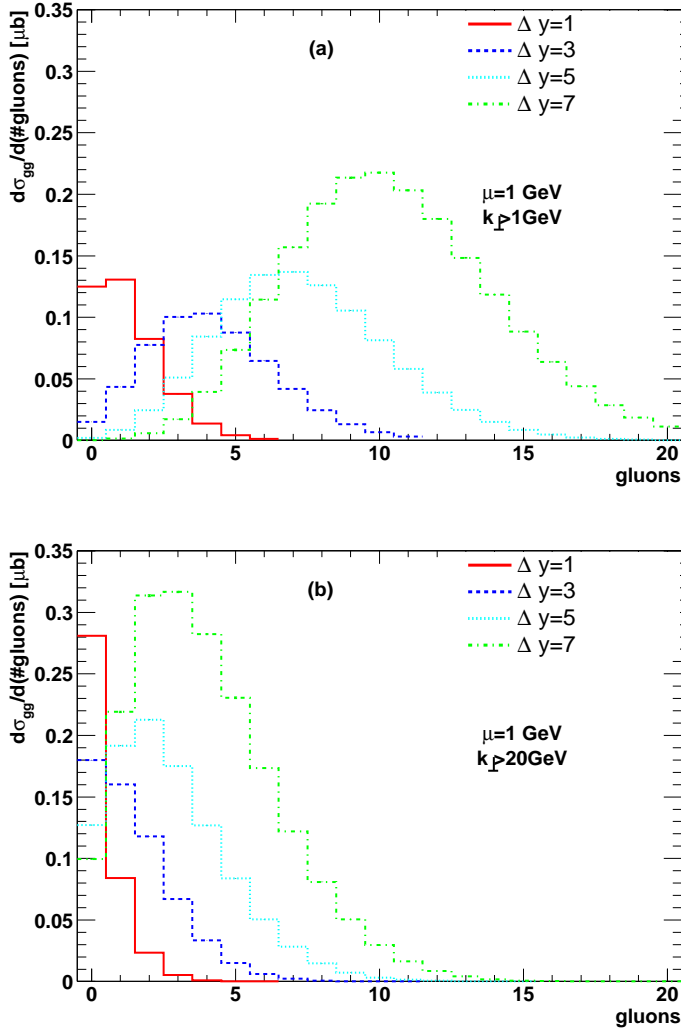 dσgg/d(#gluons) [μb]
0.35
0.3
0.25
0.2
0.15
0.1
0.05
0
(a)
Δ y=1
Δ y=3
Δ y=5
Δ y=7
μ=1 GeV
k⊥>1GeV
0 5 10 15 20
gluons
dσgg/d(#gluons) [μb]
0.35
0.3
0.25
0.2
0.15
0.1
0.05
0
(b)
Δ y=1
Δ y=3
Δ y=5
Δ y=7
μ=1 GeV
k⊥>20GeV
0 5 10 15 20
gluons